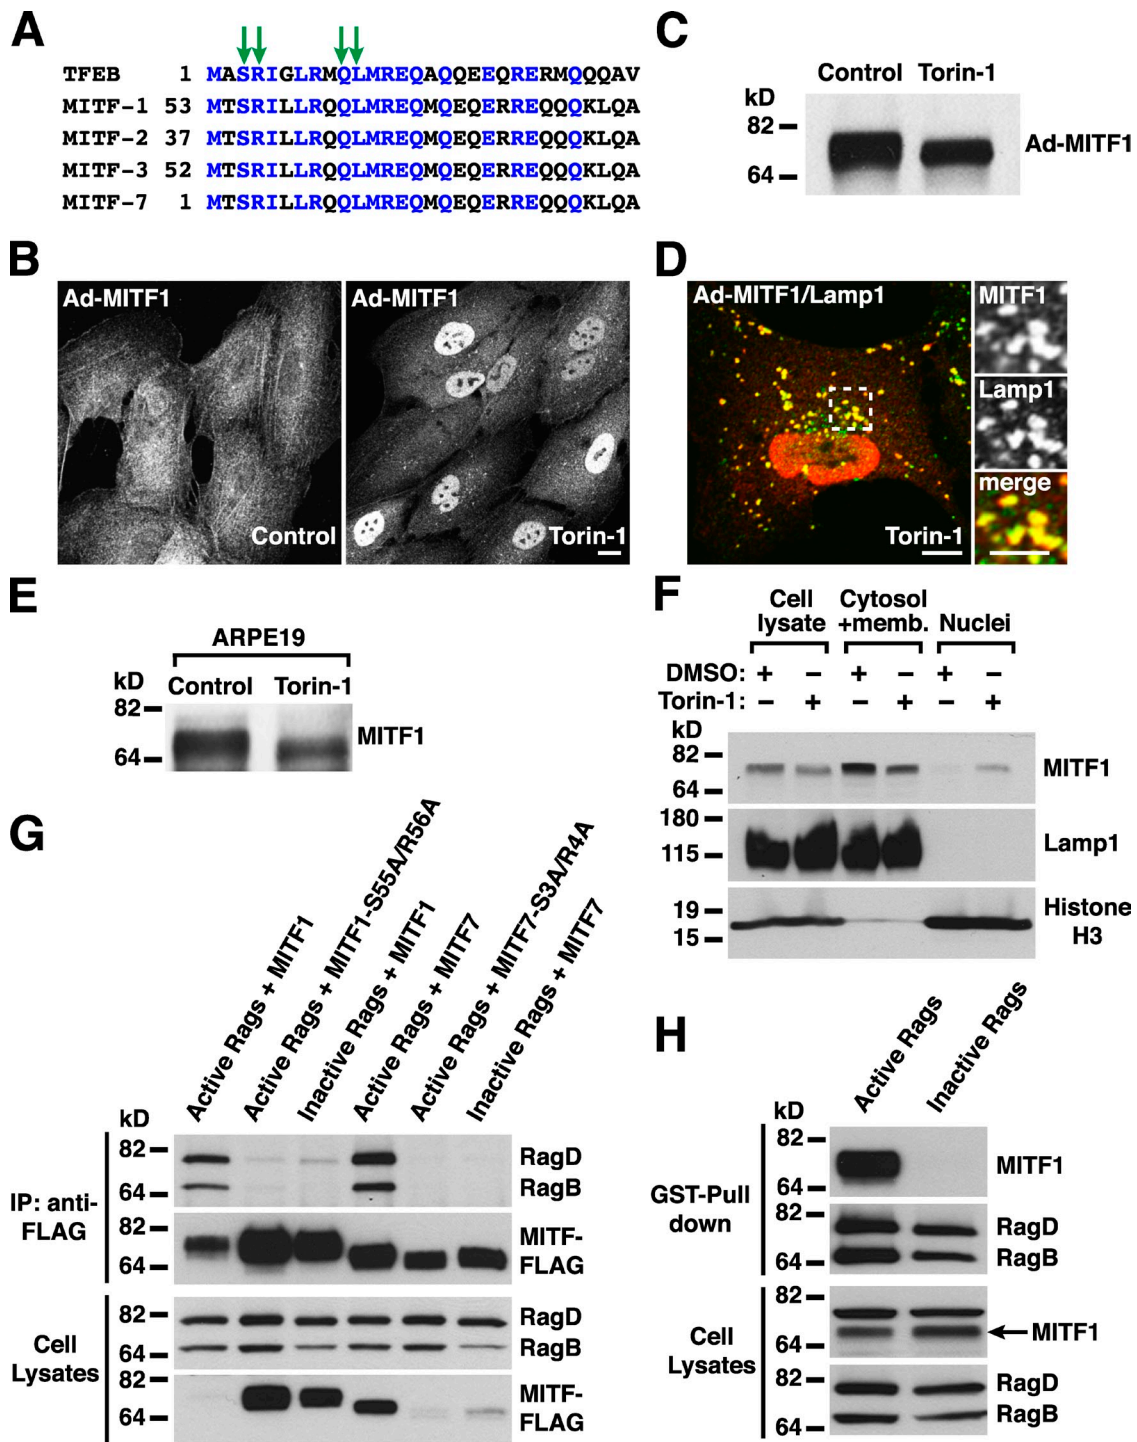 A
TFEB 1 MASRIGLRMQLMREQAQQEEQRERMQQQAV
MITF-1 53 MTSRILLRQQLMREQMQEQERREQQQKLQA
MITF-2 37 MTSRILLRQQLMREQMQEQERREQQQKLQA
MITF-3 52 MTSRILLRQQLMREQMQEQERREQQQKLQA
MITF-7 1 MTSRILLRQQLMREQMQEQERREQQQKLQA
B
Ad-MITF1 Ad-MITF1
Control Torin-1
C
Control Torin-1
kD
82
64
Ad-MITF1
D
Ad-MITF1/Lamp1
Torin-1
MITF1
Lamp1
merge
E
ARPE19
kD
Control Torin-1
82
64
MITF1
F
Cell lysate
Cytosol +memb.
Nuclei
DMSO: + – + – + –
Torin-1: – + – + – +
kD
82
64
MITF1
180
115
Lamp1
19
15
Histone H3
G
Active Rags + MITF1
Active Rags + MITF1-S55A/R56A
Inactive Rags + MITF1
Active Rags + MITF7
Active Rags + MITF7-S3A/R4A
Inactive Rags + MITF7
kD
IP: anti-
FLAG
82
64
RagD
RagB
82
64
MITF-
FLAG
Cell
Lysates
82
64
RagD
RagB
82
64
MITF-
FLAG
H
Active Rags
Inactive Rags
kD
GST-Pull
down
82
64
MITF1
82
64
RagD
RagB
Cell
Lysates
82
64
MITF1
82
64
RagD
RagB